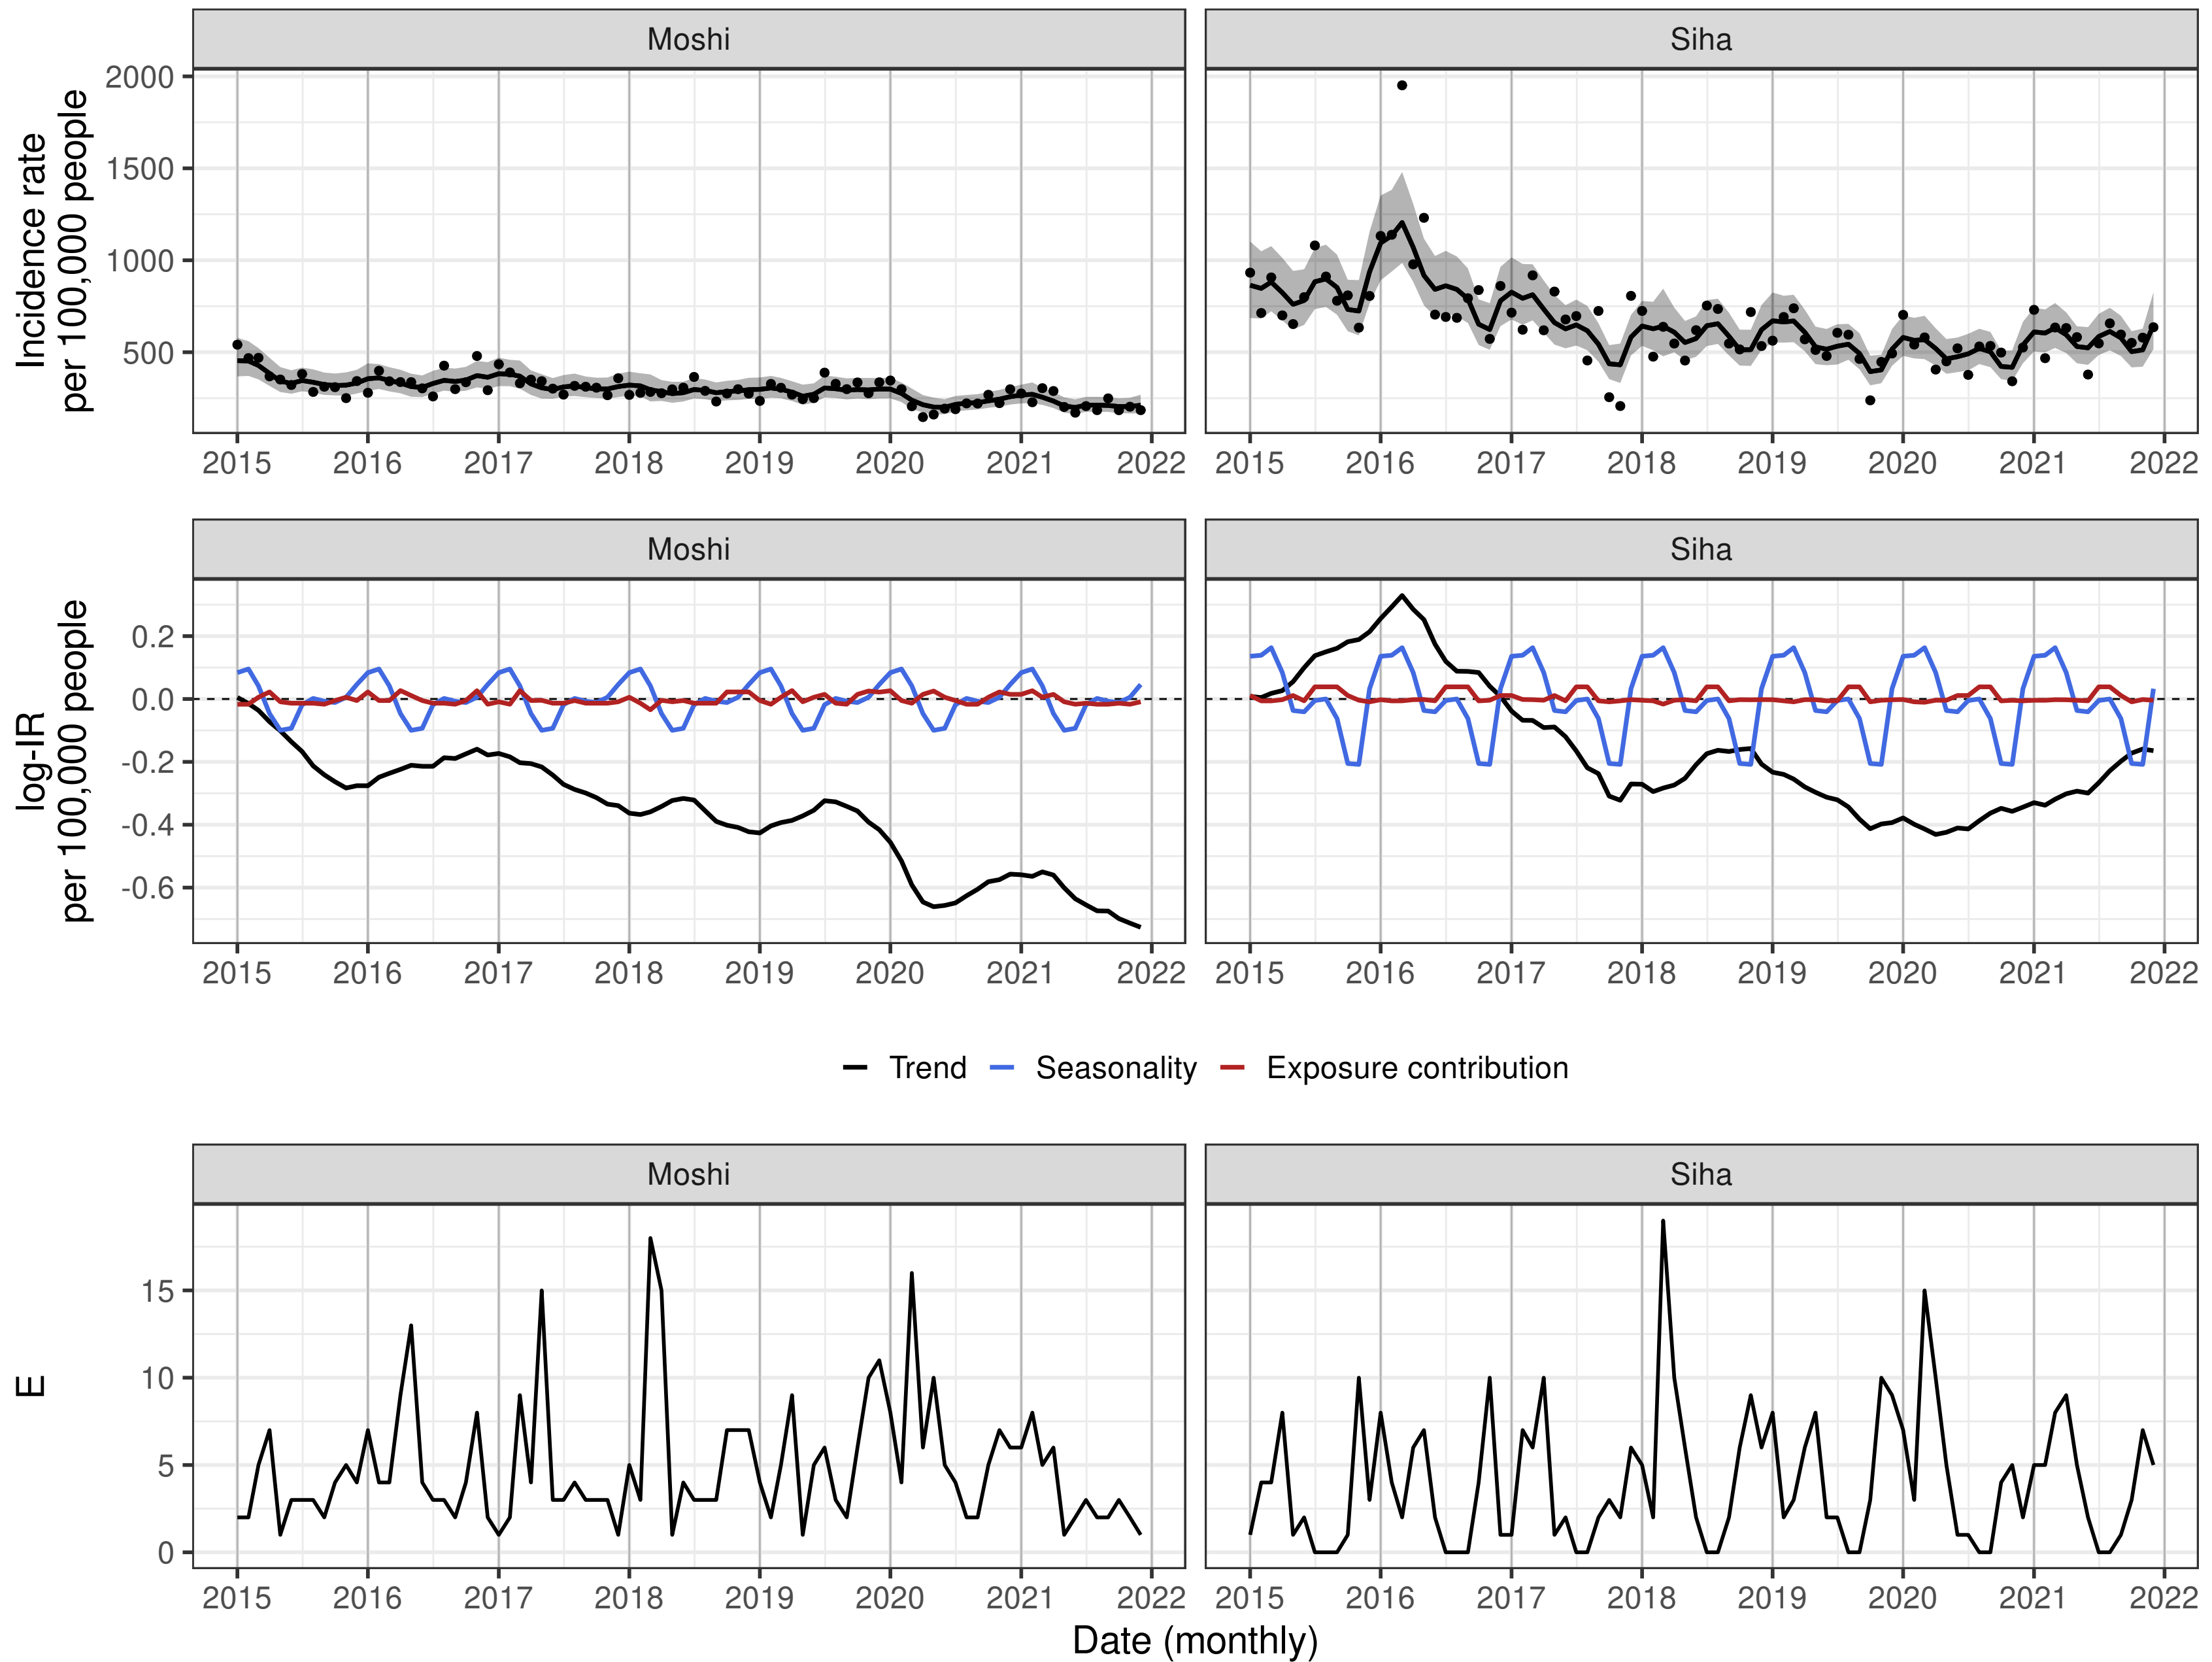 Moshi
Siha
Incidence rate
per 100,000 people
2000
1500
1000
500
2015 2016 2017 2018 2019 2020 2021 2022
2015 2016 2017 2018 2019 2020 2021 2022
Moshi
Siha
log-IR
per 100,000 people
0.2
0.0
-0.2
-0.4
-0.6
2015 2016 2017 2018 2019 2020 2021 2022
2015 2016 2017 2018 2019 2020 2021 2022
Trend Seasonality Exposure contribution
Moshi
Siha
E
15
10
5
0
2015 2016 2017 2018 2019 2020 2021 2022
2015 2016 2017 2018 2019 2020 2021 2022
Date (monthly)